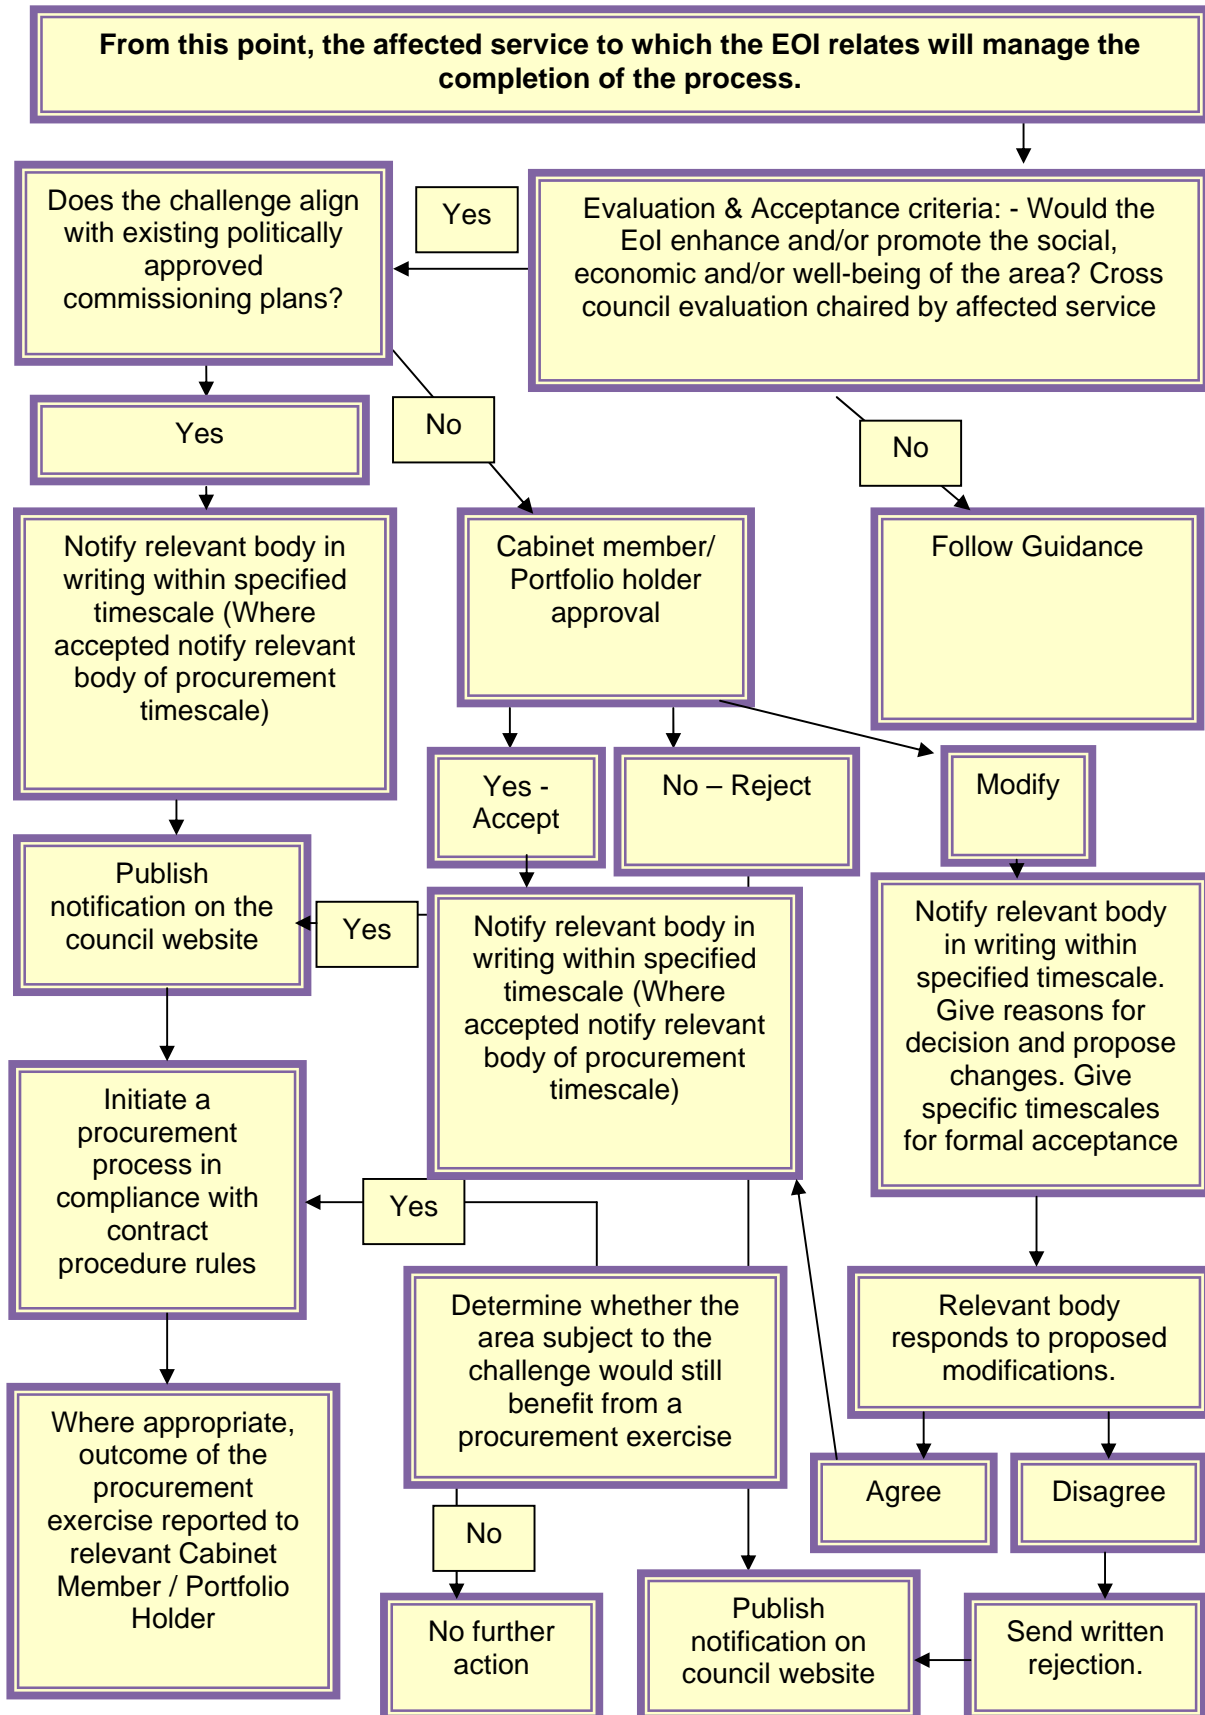 From this point, the affected service to which the EOI relates will manage the
completion of the process.
Does the challenge align
with existing politically
approved
commissioning plans?
Yes
Evaluation & Acceptance criteria: - Would the
EoI enhance and/or promote the social,
economic and/or well-being of the area? Cross
council evaluation chaired by affected service
Yes
No
No
Notify relevant body in
writing within specified
timescale (Where
accepted notify relevant
body of procurement
timescale)
Cabinet member/
Portfolio holder
approval
Follow Guidance
Yes -
Accept
No – Reject
Modify
Publish
notification on the
council website
Yes
Notify relevant body in
writing within specified
timescale (Where
accepted notify relevant
body of procurement
timescale)
Notify relevant body
in writing within
specified timescale.
Give reasons for
decision and propose
changes. Give
specific timescales
for formal acceptance
Initiate a
procurement
process in
compliance with
contract
procedure rules
Yes
Determine whether the
area subject to the
challenge would still
benefit from a
procurement exercise
Relevant body
responds to proposed
modifications.
Where appropriate,
outcome of the
procurement
exercise reported to
relevant Cabinet
Member / Portfolio
Holder
No
Agree
Disagree
No further
action
Publish
notification on
council website
Send written
rejection.